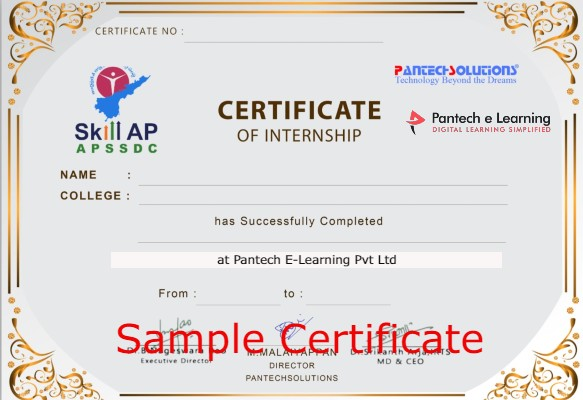 CERTIFICATE NO :
PANTECH SOLUTIONS
Technology Beyond the Dreams
CERTIFICATE
OF INTERNSHIP
Pantech e Learning
DIGITAL LEARNING SIMPLIFIED
Skill AP
APSSDC
NAME :
COLLEGE :
has Successfully Completed
at Pantech E-Learning Pvt Ltd
From : to :
Sample Certificate
M.MALAIYAPPAN
Executive Director
DIRECTOR
MD & CEO
PANTECHSOLUTIONS